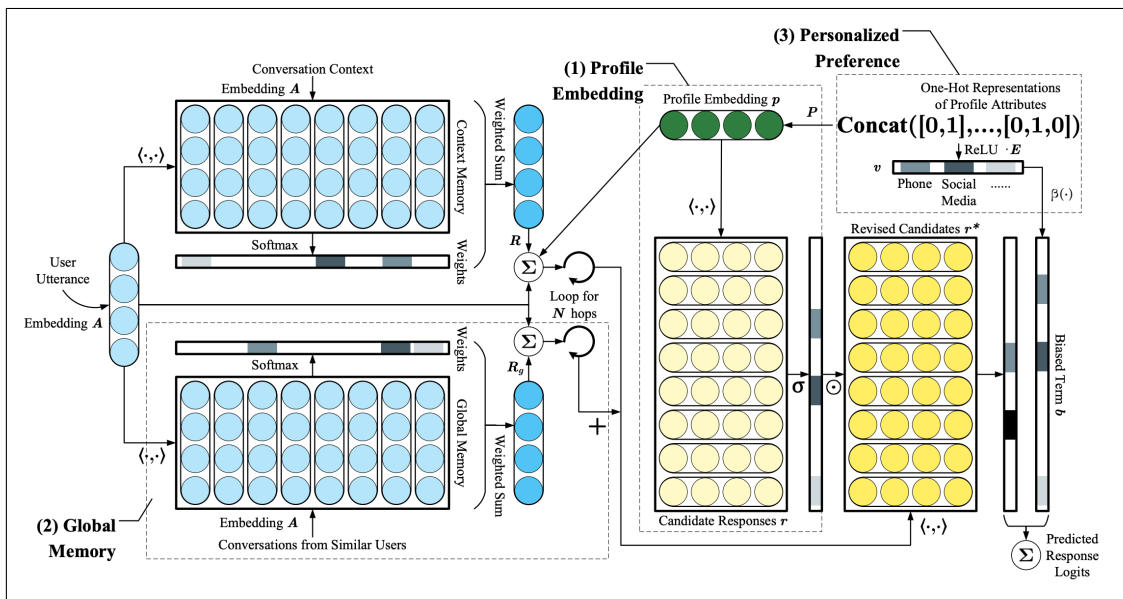 (3) Personalized
Preference
(1) Profile
Embedding
Conversation Context
Embedding A
Context Memory
Weighted Sum
⟨·,·⟩
Softmax
Weights
R
Σ
Loop for
N hops
User
Utterance
Embedding A
Σ
Weights
R_g
Softmax
Global Memory
Weighted Sum
⟨·,·⟩
+
Embedding A
Conversations from Similar Users
(2) Global
Memory
Profile Embedding p
P
One-Hot Representations
of Profile Attributes
Concat([0,1],...,[0,1,0])
ReLU · E
v
Phone Social ......
Media
β(·)
⟨·,·⟩
Revised Candidates r*
σ
⊙
Biased Term b
Candidate Responses r
⟨·,·⟩
Σ
Predicted
Response
Logits